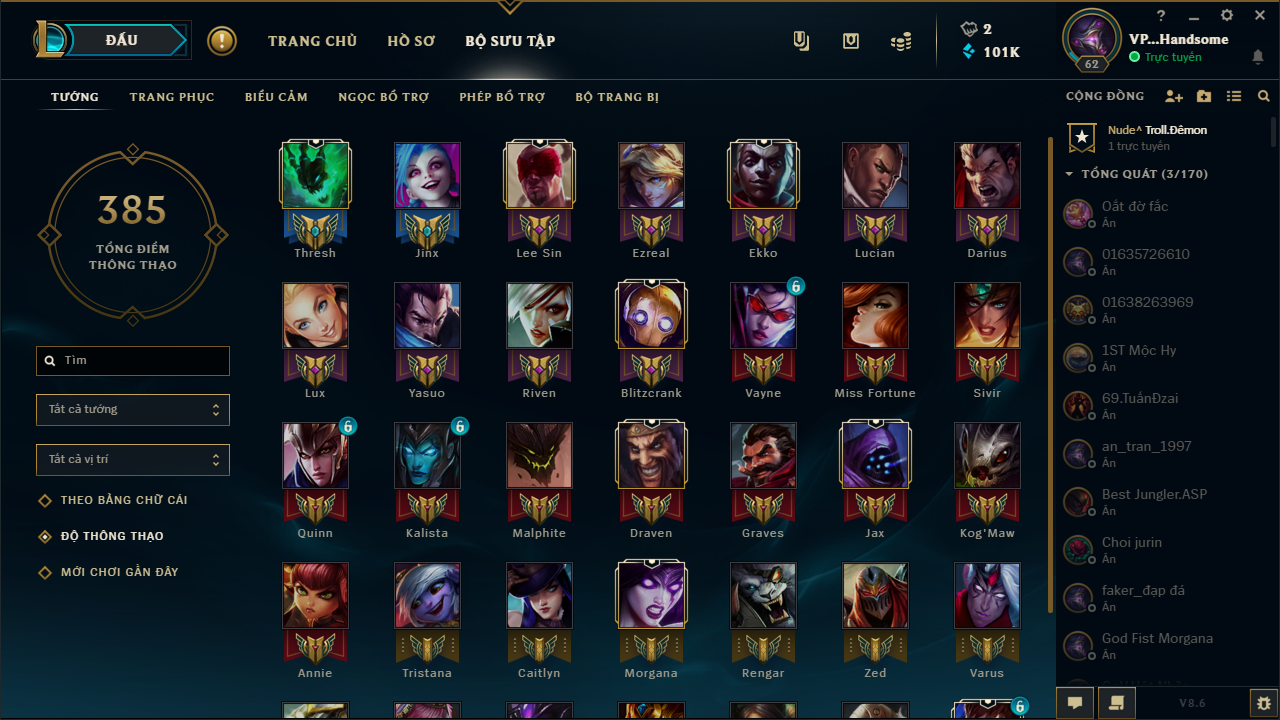 ĐẤU
TRANG CHỦ
HỒ SƠ
BỘ SƯU TẬP
2
101K
?
VP...Handsome
Trực tuyến
62
TƯỚNG
TRANG PHỤC
BIỂU CẢM
NGỌC BỔ TRỢ
PHÉP BỔ TRỢ
BỘ TRANG BỊ
CỘNG ĐỒNG
385
TỔNG ĐIỂM
THÔNG THẠO
Tìm
Tất cả tướng
Tất cả vị trí
THEO BẢNG CHỮ CÁI
ĐỘ THÔNG THẠO
MỚI CHƠI GẦN ĐÂY
Thresh
Jinx
Lee Sin
Ezreal
Ekko
Lucian
Darius
6
Lux
Yasuo
Riven
Blitzcrank
Vayne
Miss Fortune
Sivir
6
6
Quinn
Kalista
Malphite
Draven
Graves
Jax
Kog'Maw
Annie
Tristana
Caitlyn
Morgana
Rengar
Zed
Varus
6
Nude^ Troll.Đêmon
1 trực tuyến
TỔNG QUÁT (3/170)
Oắt đờ fắc
Ẩn
01635726610
Ẩn
01638263969
Ẩn
1ST Mộc Hy
Ẩn
69.TuấnĐzai
Ẩn
an_tran_1997
Ẩn
Best Jungler.ASP
Ẩn
Choi jurin
Ẩn
faker_đạp đá
Ẩn
God Fist Morgana
Ẩn
V8.6